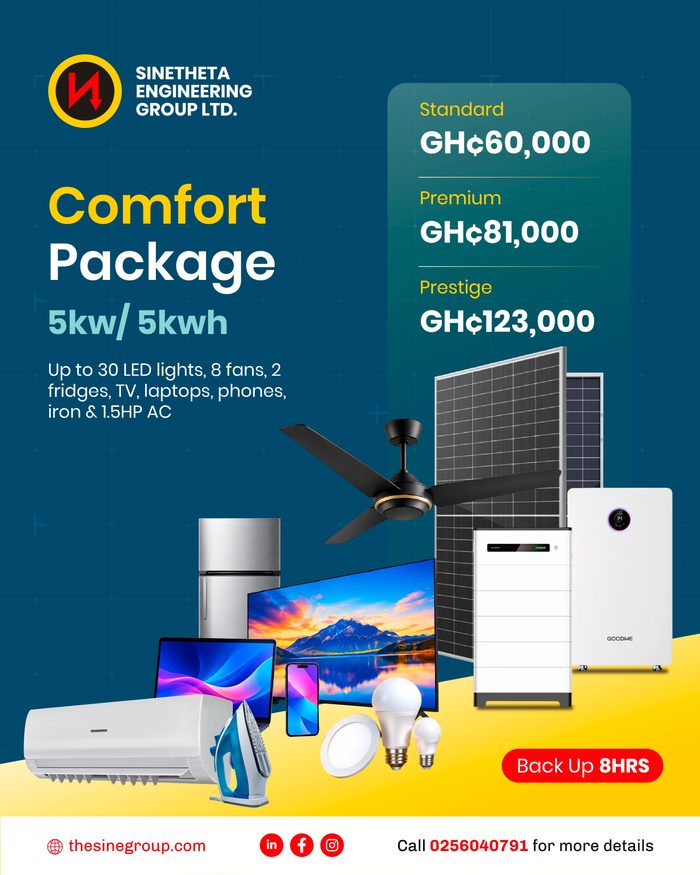 SINETHETA
ENGINEERING
GROUP LTD.
Comfort
Package
5kw/ 5kwh
Up to 30 LED lights, 8 fans, 2
fridges, TV, laptops, phones,
iron & 1.5HP AC
Standard
GH¢60,000
Premium
GH¢81,000
Prestige
GH¢123,000
GOODWE
Back Up 8HRS
thesinegroup.com
in
Call 0256040791 for more details